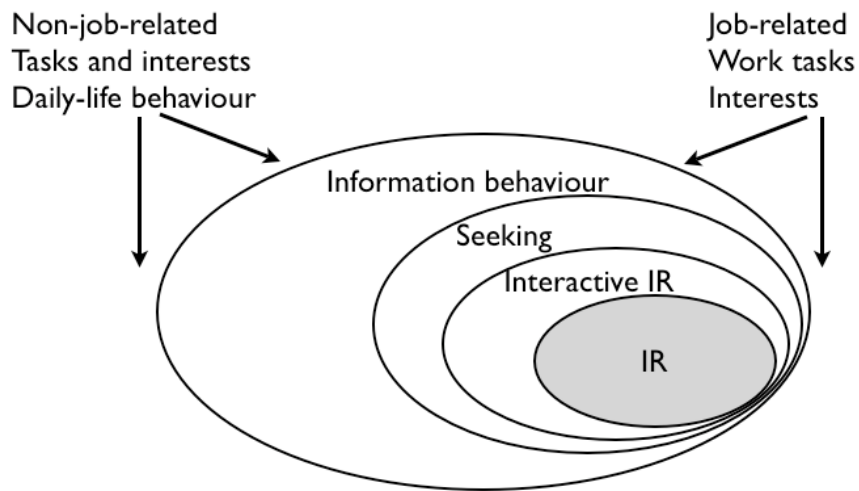 Non-job-related
Tasks and interests
Daily-life behaviour
Job-related
Work tasks
Interests
Information behaviour
Seeking
Interactive IR
IR